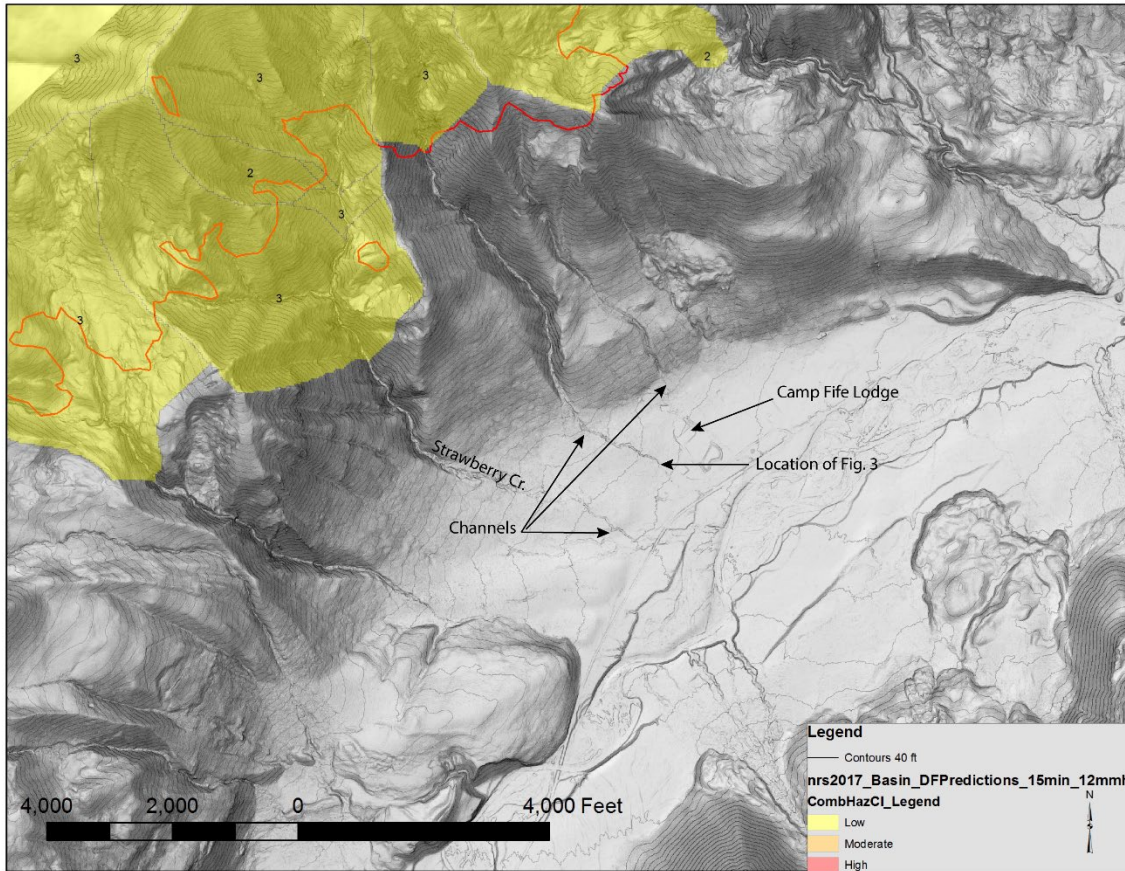 3
3
3
2
2
3
3
3
Camp Fife Lodge
Strawberry Cr.
Location of Fig. 3
Channels
4,000 2,000 0 4,000 Feet
Legend
Contours 40 ft
nrs2017_Basin_DFPredictions_15min_12mmh
CombHazCl_Legend
Low
Moderate
High
N